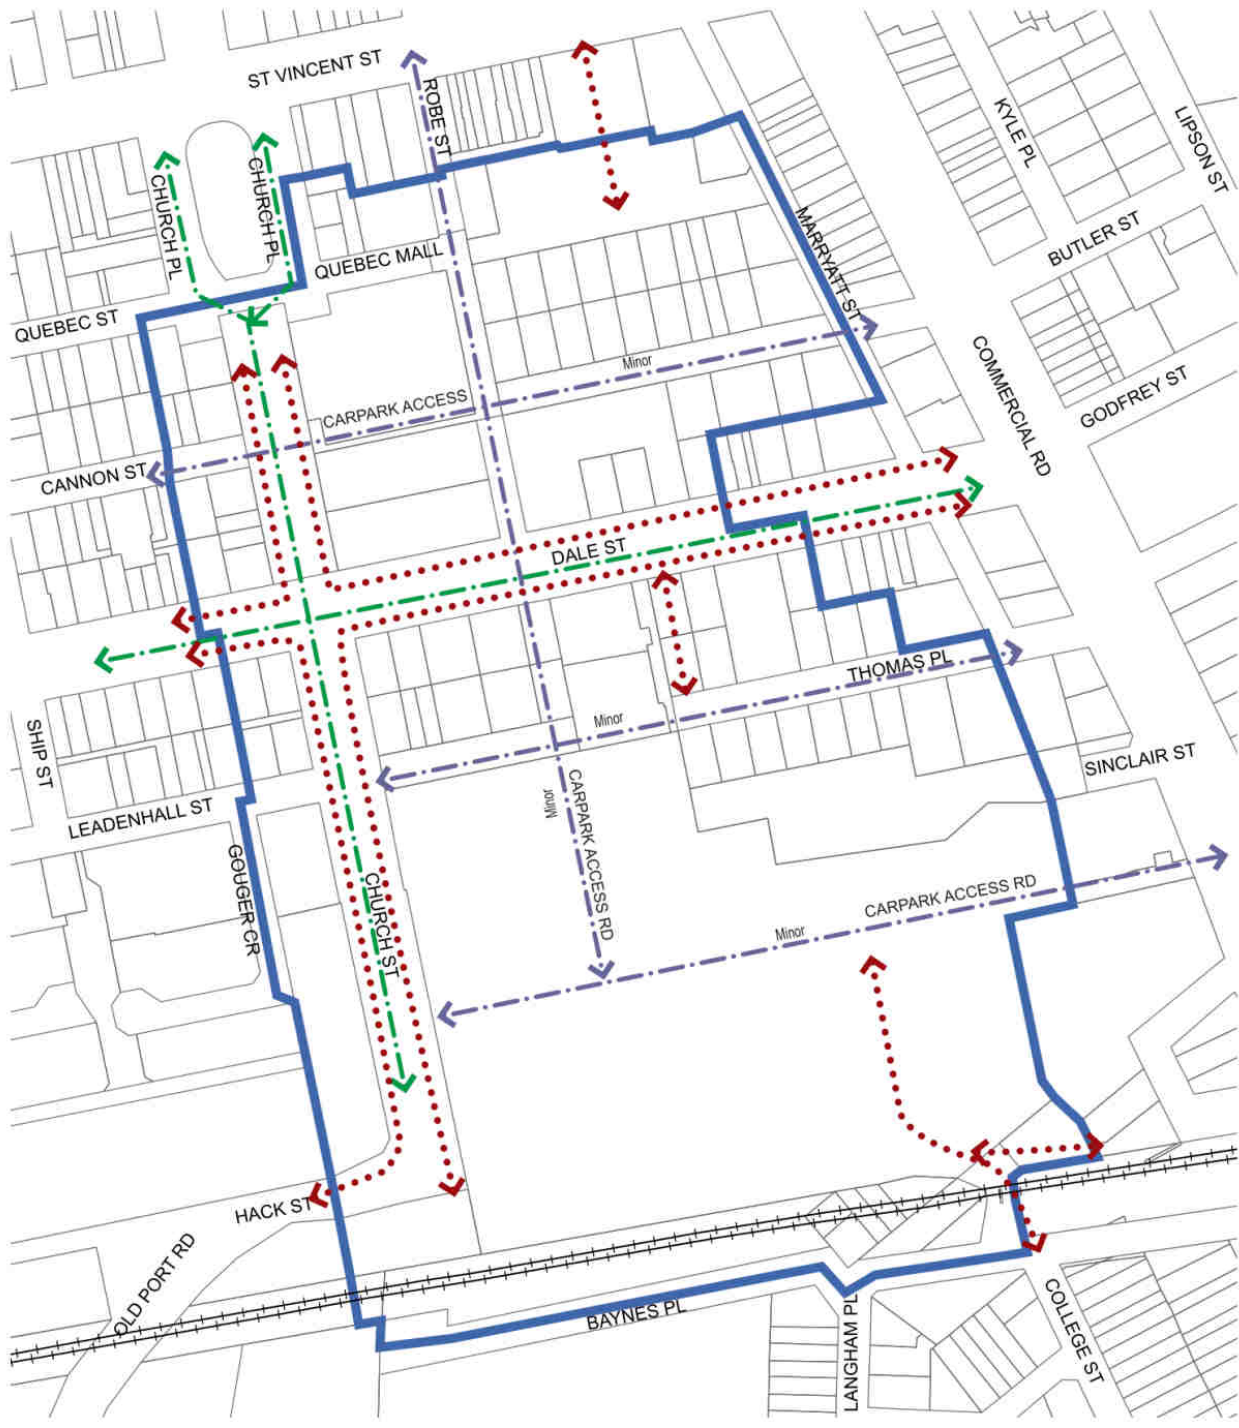 ST VINCENT ST
ROBE ST
KYLE PL
LIPSON ST
CHURCH PL
CHURCH PL
MARRYATT ST
BUTLER ST
QUEBEC MALL
QUEBEC ST
COMMERCIAL RD
Minor
GODFREY ST
CARPARK ACCESS
CANNON ST
DALE ST
THOMAS PL
Minor
SHIP ST
SINCLAIR ST
CARPARK ACCESS RD
Minor
LEADENHALL ST
GOUGER CR
CHURCH ST
CARPARK ACCESS RD
Minor
HACK ST
OLD PORT RD
BAYNES PL
LANGHAM PL
COLLEGE ST